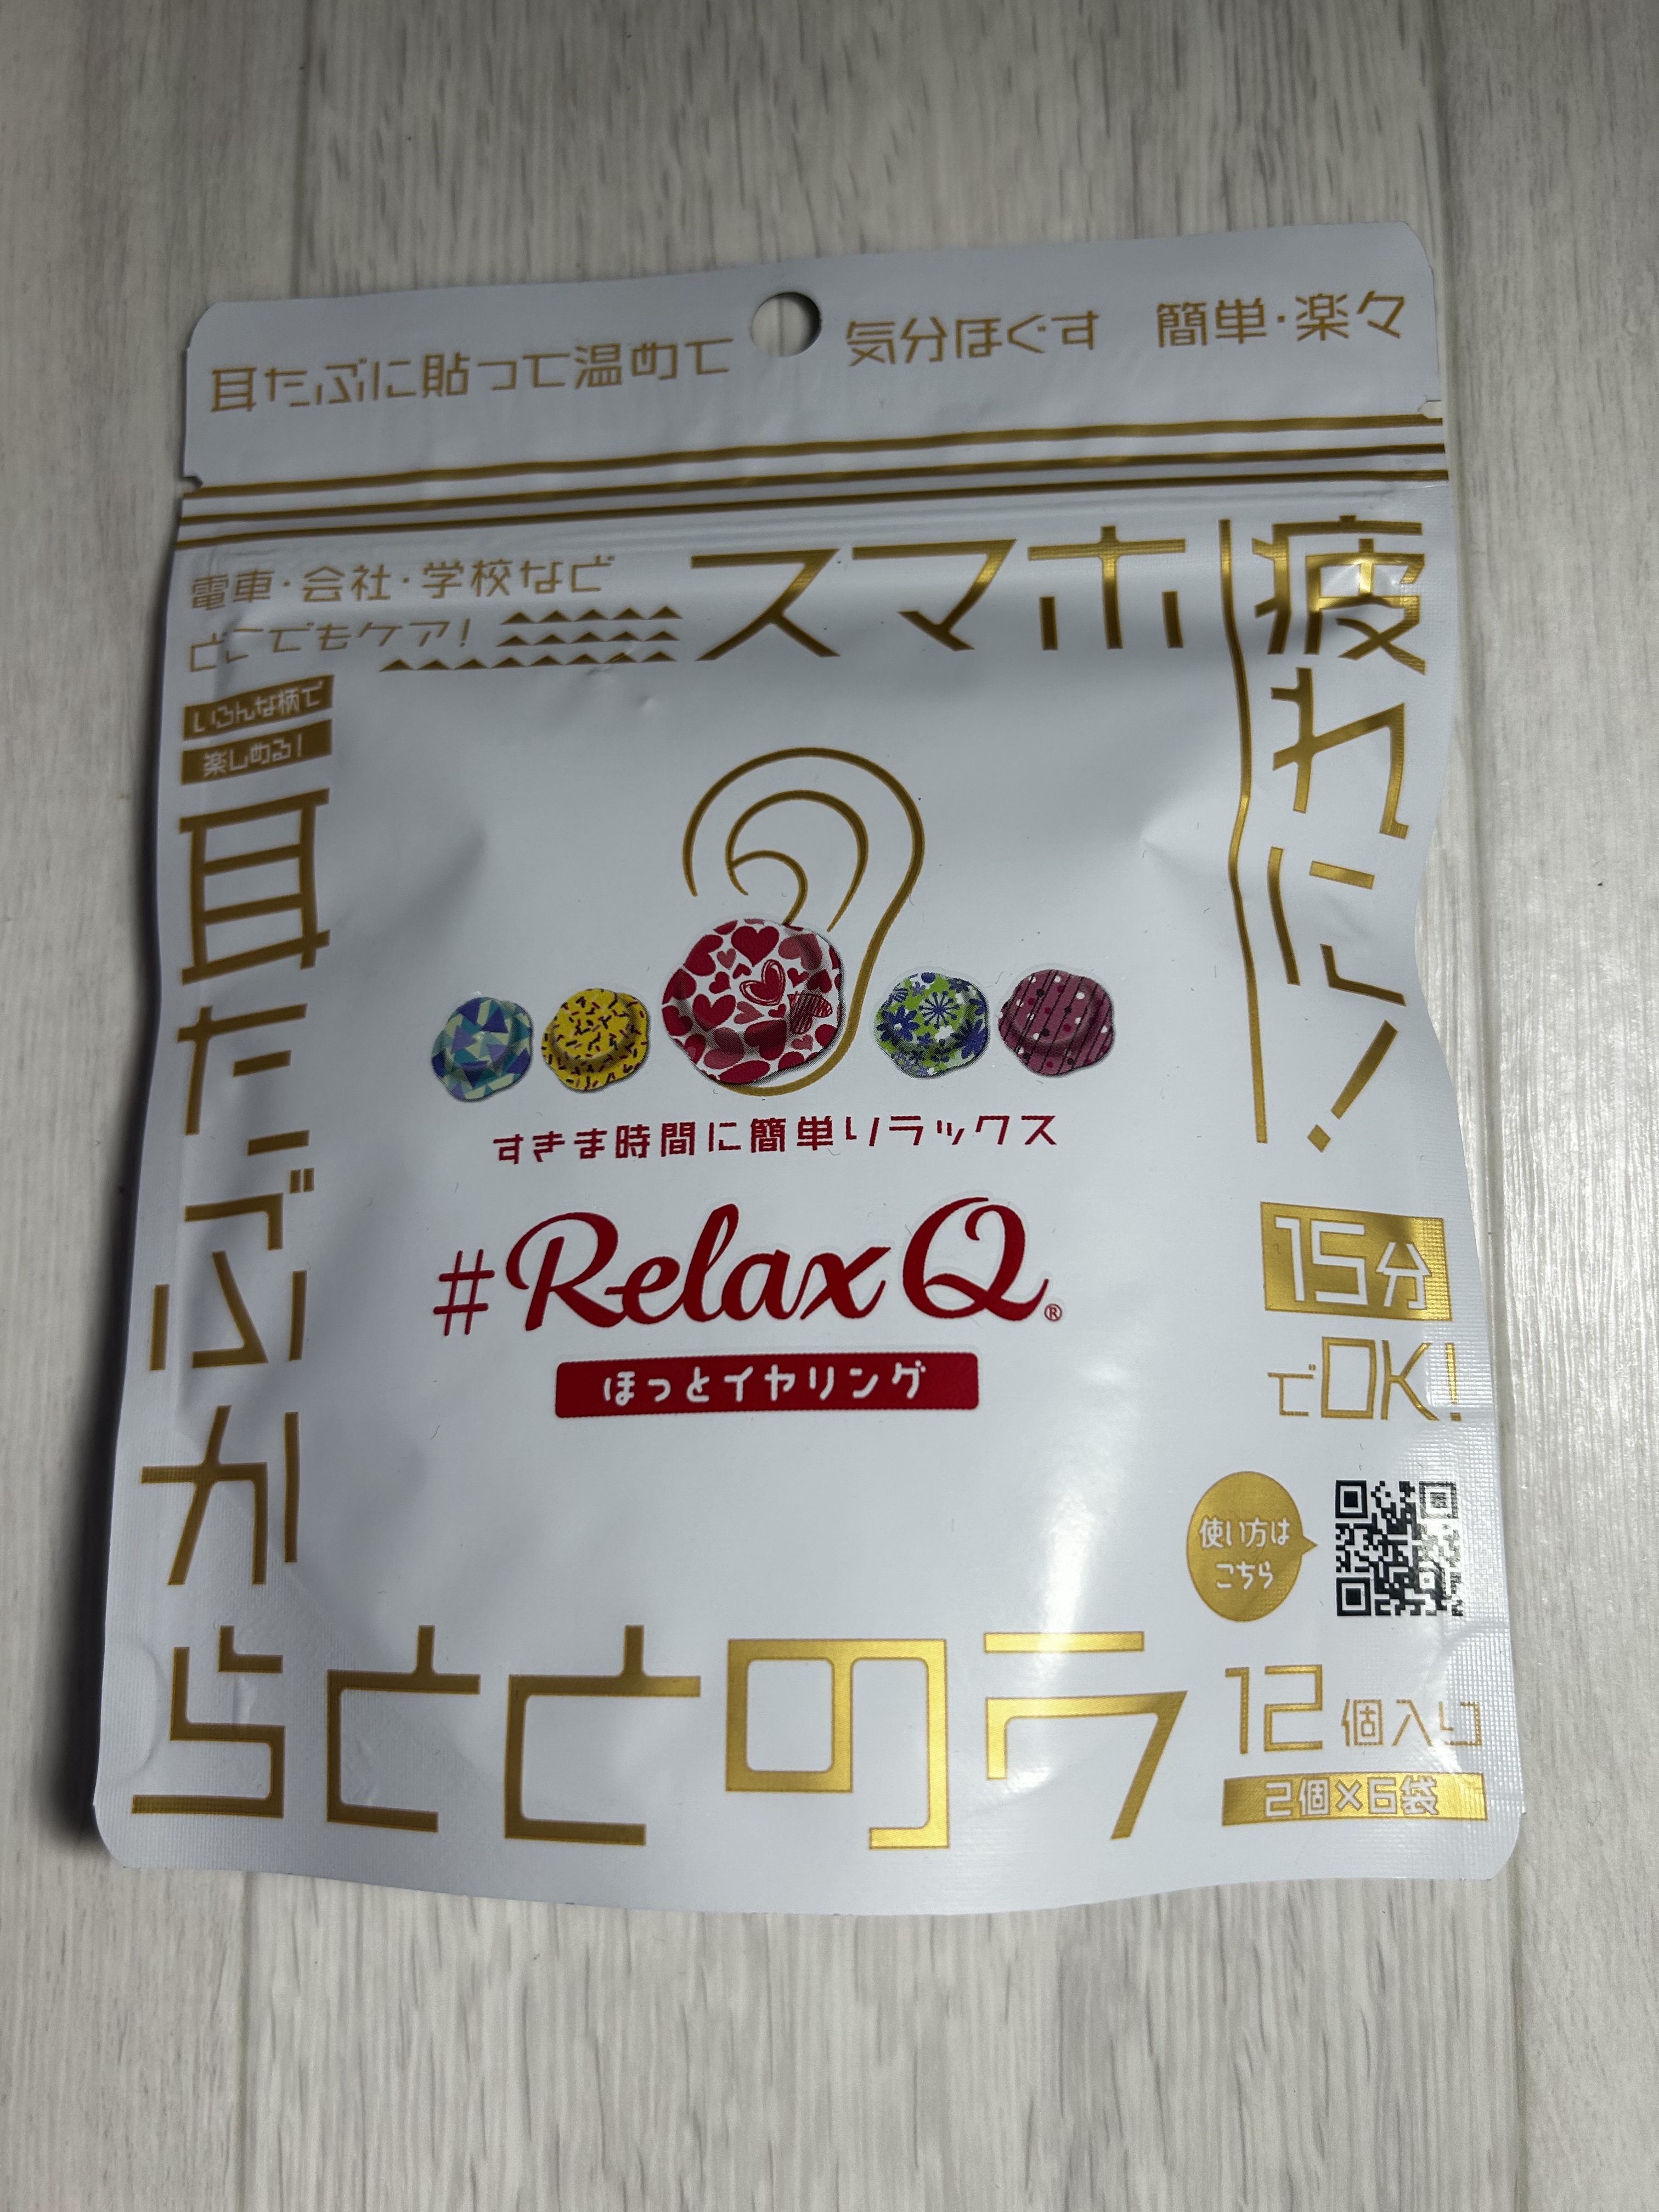 耳たぶに貼って温めて 気分ほぐす 簡単・楽々
電車・会社・学校など
どこでもケア!
スマホ疲れに!
いろんな柄で
楽しめる!
耳たぶからととのう
すきま時間に簡単リラックス
#RelaxQ®
ほっとイヤリング
15分
でOK!
使い方は
こちら
12個入り
2個×6袋